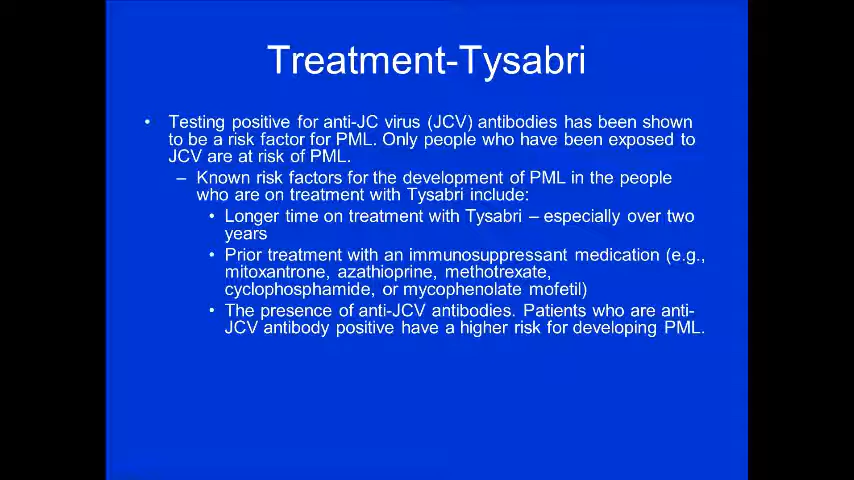 Treatment-Tysabri
• Testing positive for anti-JC virus (JCV) antibodies has been shown
to be a risk factor for PML. Only people who have been exposed to
JCV are at risk of PML.
– Known risk factors for the development of PML in the people
who are on treatment with Tysabri include:
• Longer time on treatment with Tysabri – especially over two
years
• Prior treatment with an immunosuppressant medication (e.g.,
mitoxantrone, azathioprine, methotrexate,
cyclophosphamide, or mycophenolate mofetil)
• The presence of anti-JCV antibodies. Patients who are anti-
JCV antibody positive have a higher risk for developing PML.